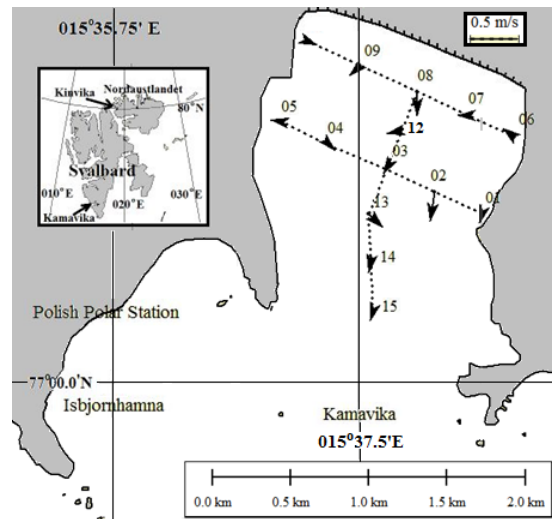 015°35.75' E
0.5 m/s
Kinvika
Nordaustlandet
80°N
Svalbard
010°E
020°E
030°E
Kamavika
09
08
07
06
05
04
12
03
02
01
13
14
15
Polish Polar Station
77°00.0'N
Isbjornhamna
Kamavika
015°37.5'E
0.0 km 0.5 km 1.0 km 1.5 km 2.0 km